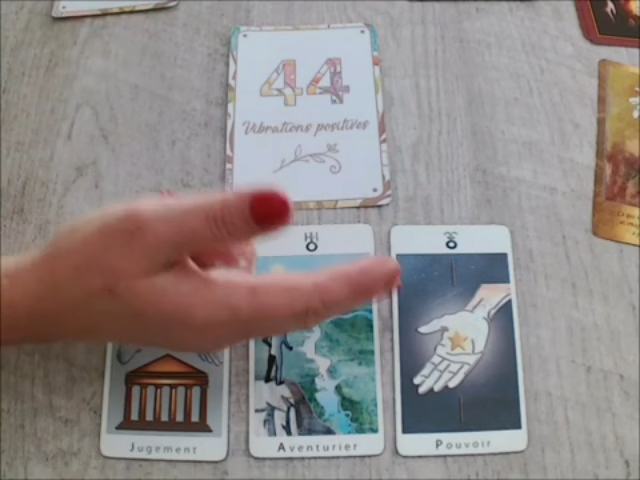 44
Vibrations positives
Jugement
Aventurier
Pouvoir